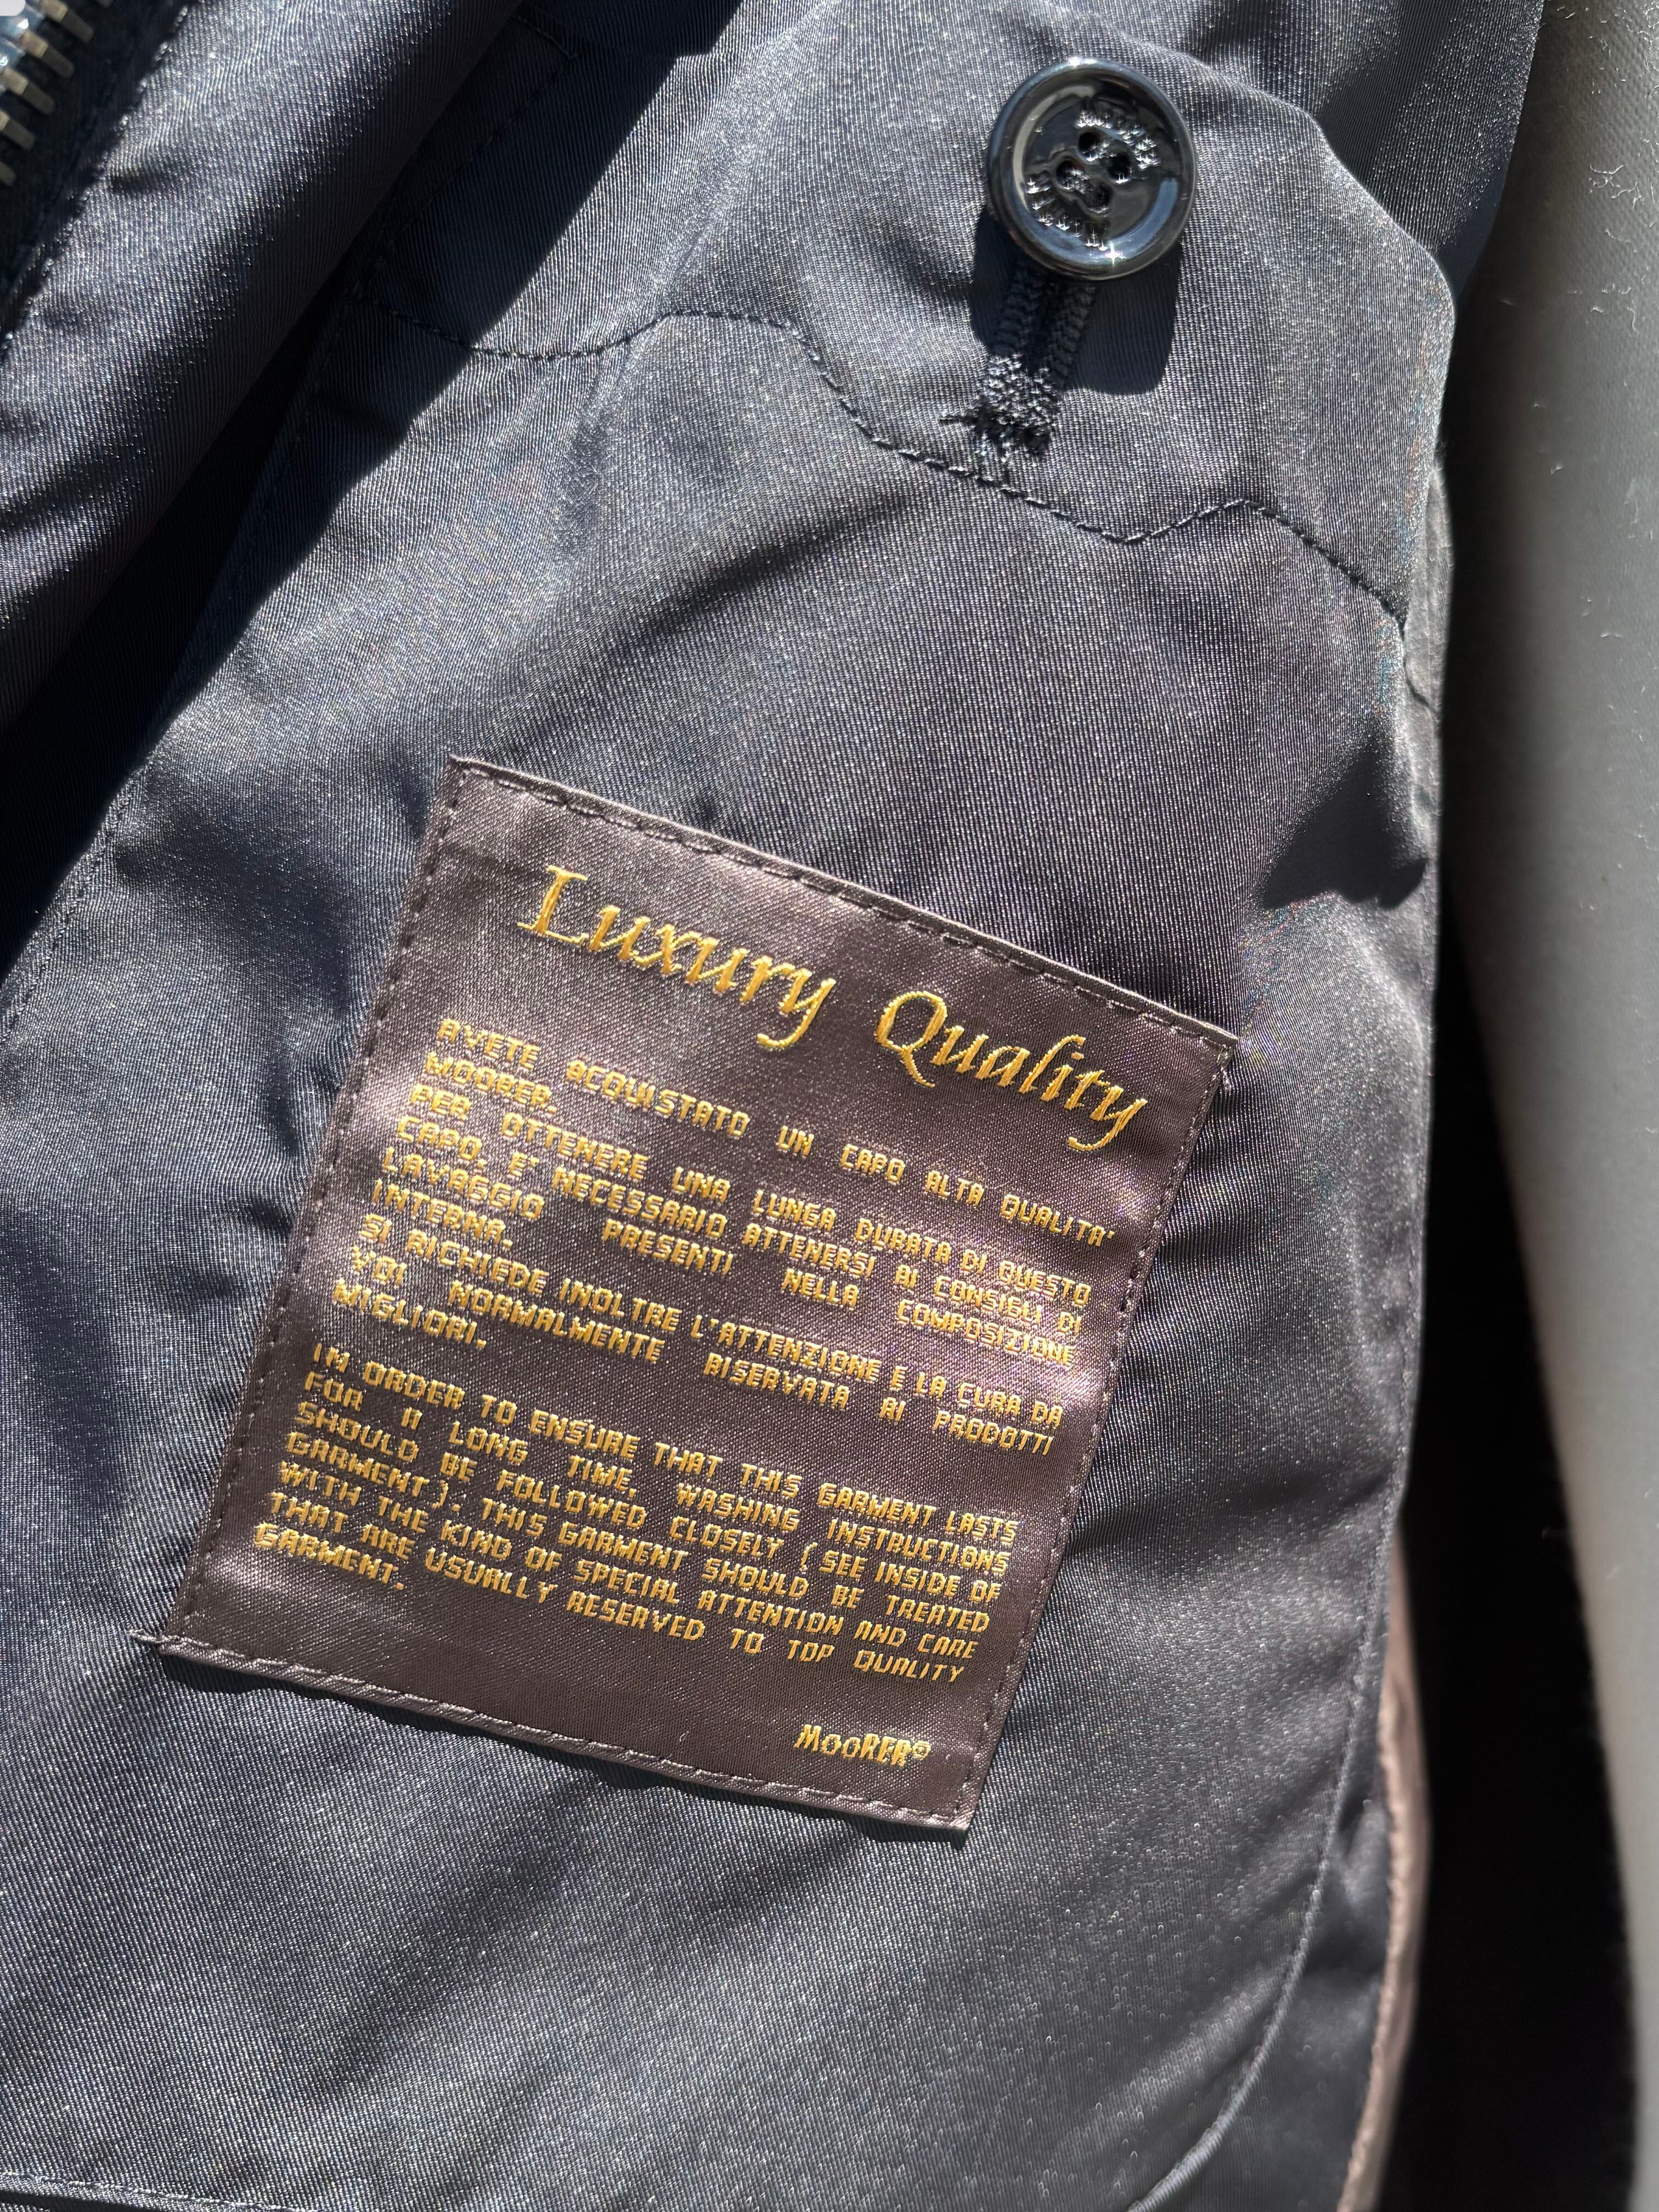 MOORER
Luxury Quality
AVETE ACQUISTATO UN CAPO ALTA QUALITA'
MOORER.
PER OTTENERE UNA LUNGA DURATA DI QUESTO
CAPO, E' NECESSARIO ATTENERSI AI CONSIGLI DI
LAVAGGIO PRESENTI NELLA COMPOSIZIONE
INTERNA.
SI RICHIEDE INOLTRE L'ATTENZIONE E LA CURA DA
VOI NORMALMENTE RISERVATA AI PRODOTTI
MIGLIORI.
IN ORDER TO ENSURE THAT THIS GARMENT LASTS
FOR A LONG TIME, WASHING INSTRUCTIONS
SHOULD BE FOLLOWED CLOSELY ( SEE INSIDE OF
GARMENT ). THIS GARMENT SHOULD BE TREATED
WITH THE KIND OF SPECIAL ATTENTION AND CARE
THAT ARE USUALLY RESERVED TO TOP QUALITY
GARMENT.
MooRER©